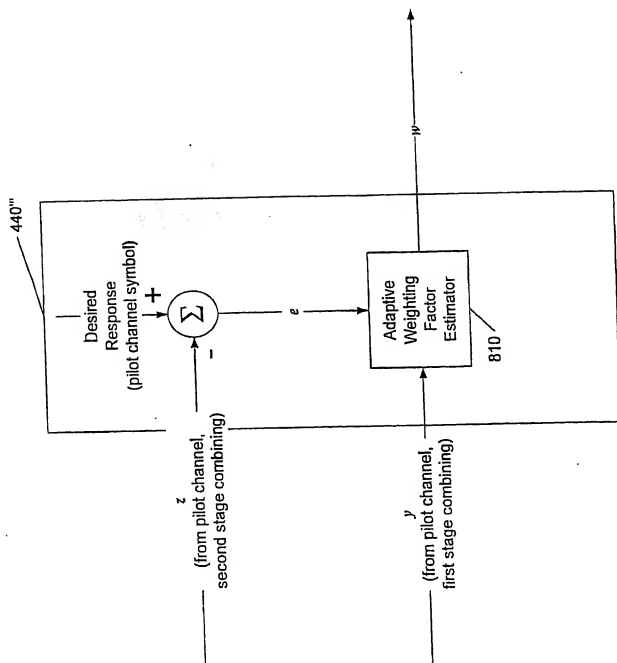 440'''
Desired
Response
(pilot channel symbol)
+
Σ
-
z
(from pilot channel,
second stage combining)
e
y
(from pilot channel,
first stage combining)
Adaptive
Weighting
Factor
Estimator
810
w